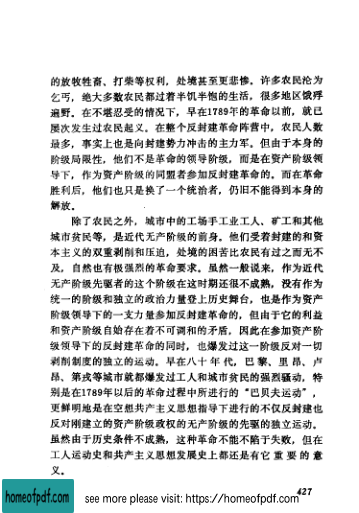 的放牧牲畜、打柴等权利，处境甚至更悲惨。许多农民沦为
乞丐，绝大多数农民都过着半饥半饱的生活，很多地区饿殍
遍野。在不堪忍受的情况下，早在1789年的革命以前，就已
屡次发生过农民起义。在整个反封建革命阵营中，农民人数
最多，事实上也是向封建势力冲击的主力军。但由于本身的
阶级局限性，他们不是革命的领导阶级，而是在资产阶级领
导下，作为资产阶级的同盟者参加反封建革命的。而在革命
胜利后，他们也只是换了一个统治者，仍旧不能得到本身的
解放。
除了农民之外，城市中的工场手工业工人、矿工和其他
城市贫民等，是近代无产阶级的前身。他们受着封建的和资
本主义的双重剥削和压迫，处境的困苦比农民有过之而无不
及，自然也有极强烈的革命要求。虽然一般说来，作为近代
无产阶级先驱者的这个阶级在这时期还很不成熟，没有作为
统一的阶级和独立的政治力量登上历史舞台，也是作为资产
阶级领导下的一支力量参加反封建革命的，但由于它的利益
和资产阶级自始存在着不可调和的矛盾，因此在参加资产阶
级领导下的反封建革命的同时，也爆发过这一阶级反对一切
剥削制度的独立的运动。早在八十年代，巴黎、里昂、卢
昂、第戎等城市就都爆发过工人和城市贫民的强烈骚动，特
别是在1789年以后的革命过程中所进行的“巴贝夫运动”，
更鲜明地是在空想共产主义思想指导下进行的不仅反封建也
反对刚建立的资产阶级政权的无产阶级的先驱的独立运动。
虽然由于历史条件不成熟，这种革命不能不陷于失败，但在
工人运动史和共产主义思想发展史上都还是有它重要的意
义。
427
homeofpdf.com
see more please visit: https://homeofpdf.com